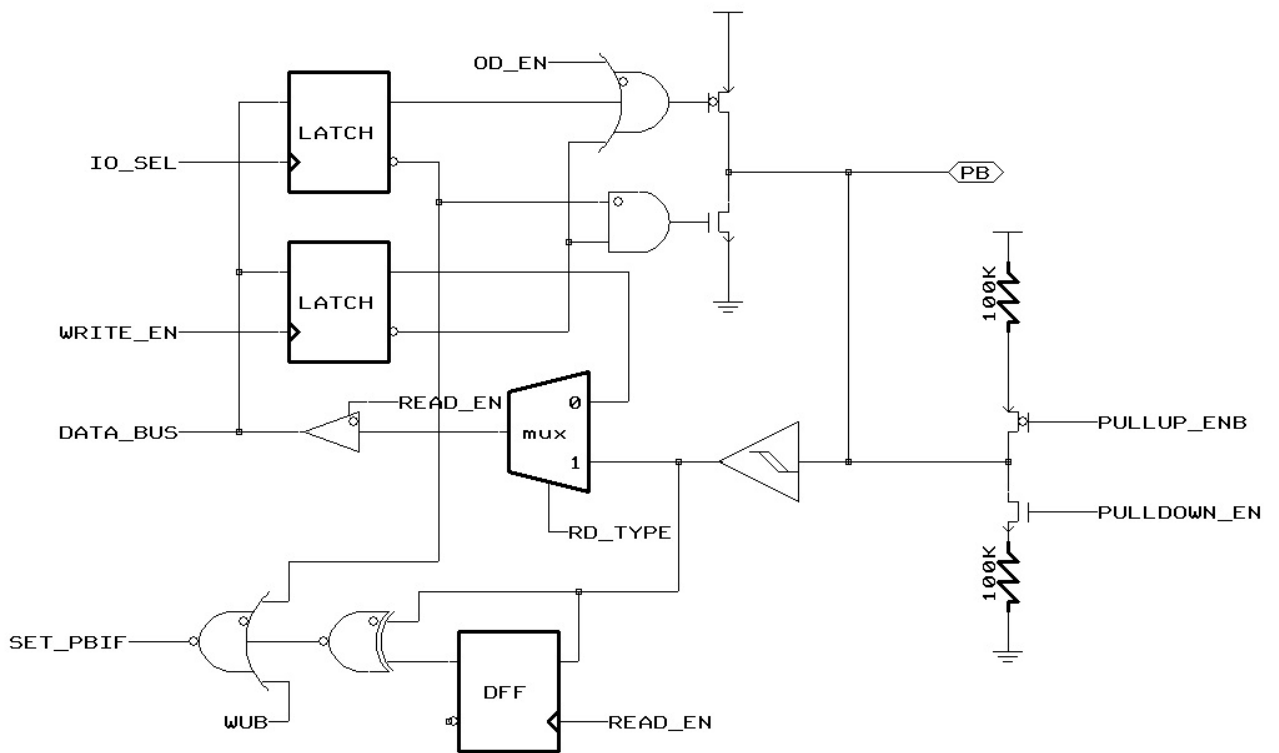 OD_EN
LATCH
IO_SEL
PB
LATCH
WRITE_EN
100K
READ_EN
0
DATA_BUS
mux
PULLUP_ENB
1
PULLDOWN_EN
RD_TYPE
100K
SET_PBIF
DFF
WUB
READ_EN